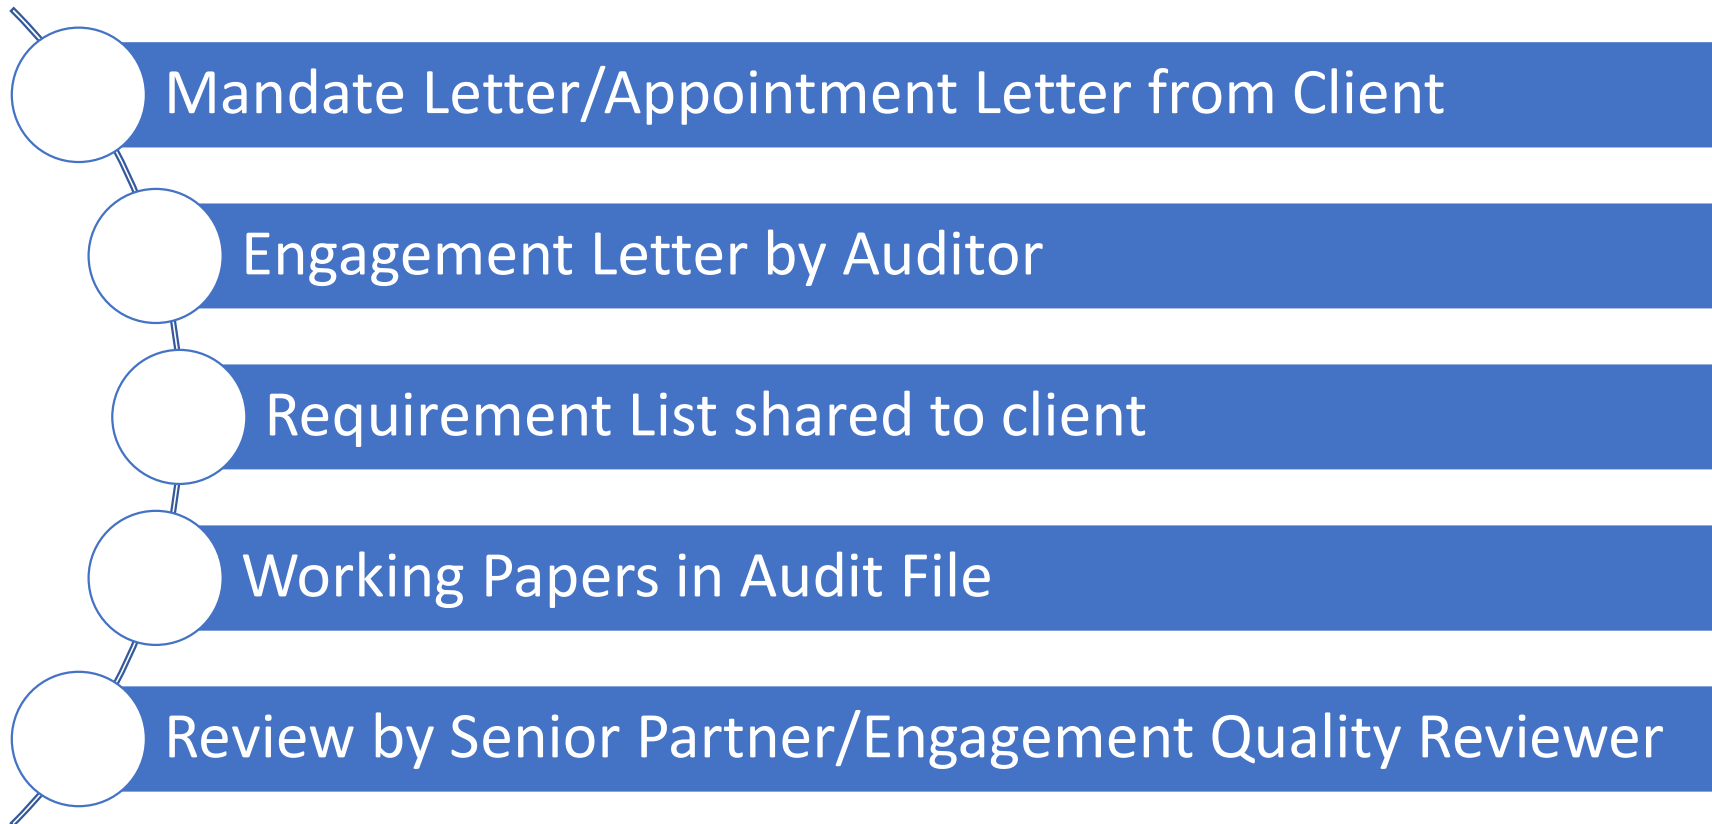 Mandate Letter/Appointment Letter from Client
Engagement Letter by Auditor
Requirement List shared to client
Working Papers in Audit File
Review by Senior Partner/Engagement Quality Reviewer